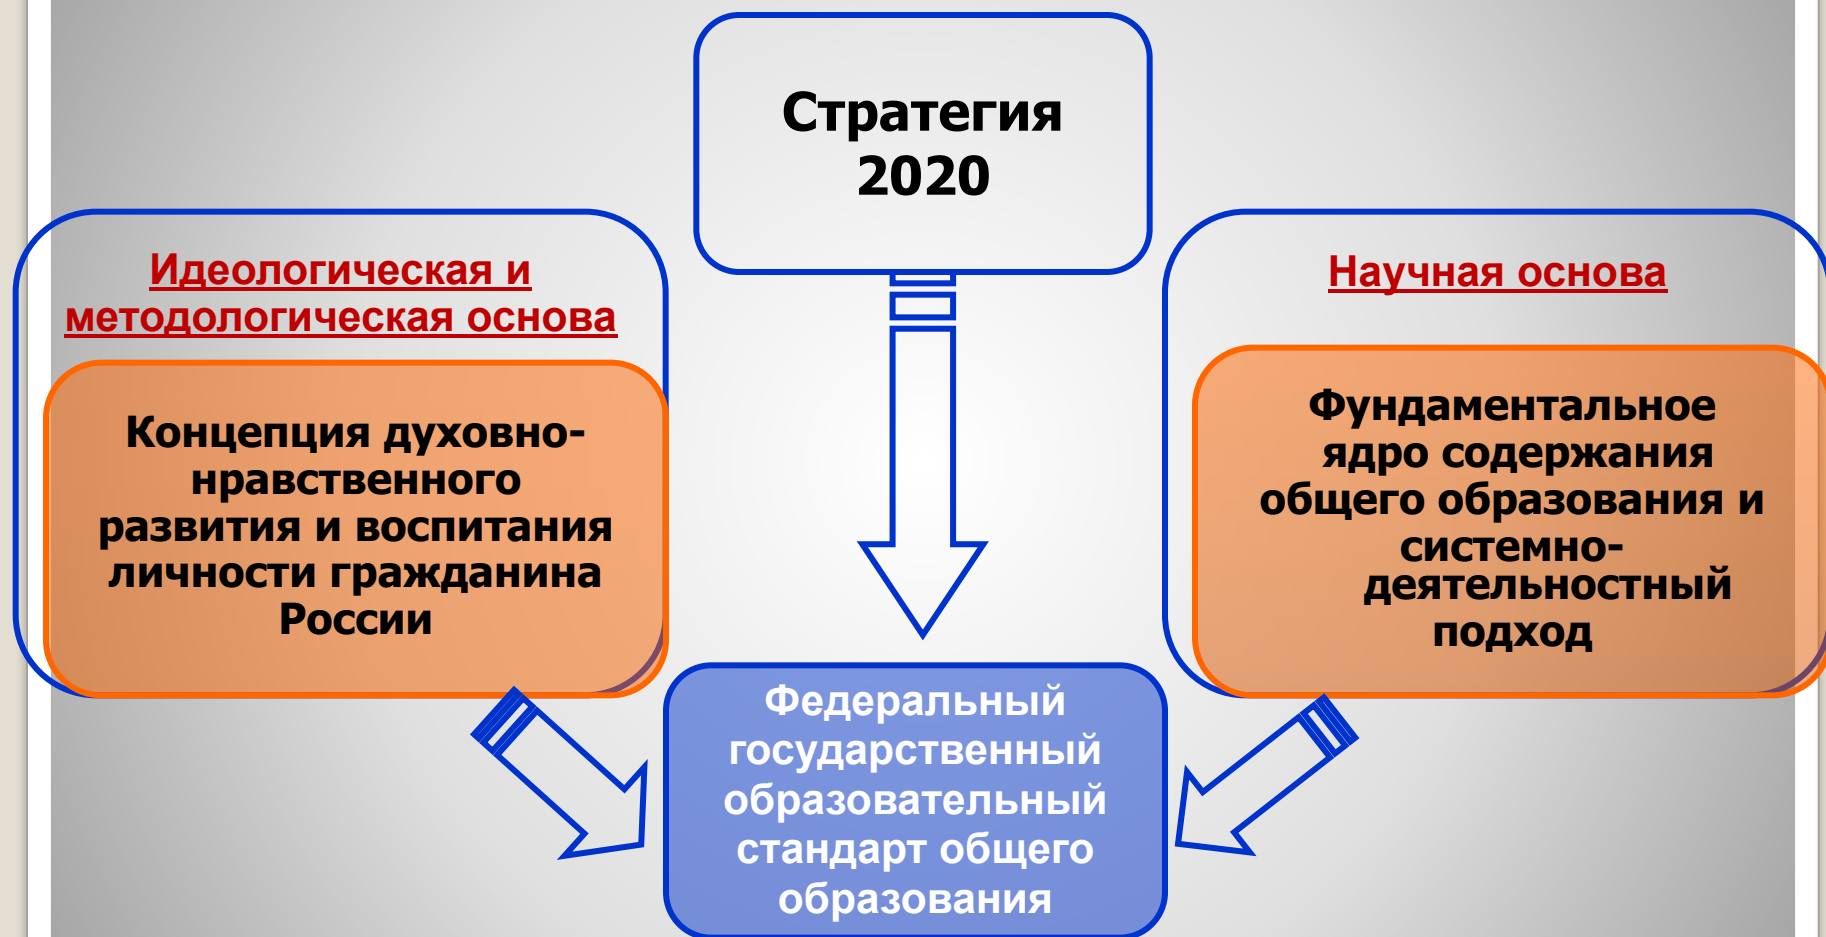 Стратегия
2020
Идеологическая и
методологическая основа
Концепция духовно-
нравственного
развития и воспитания
личности гражданина
России
Научная основа
Фундаментальное
ядро содержания
общего образования и
системно-
деятельностный
подход
Федеральный
государственный
образовательный
стандарт общего
образования